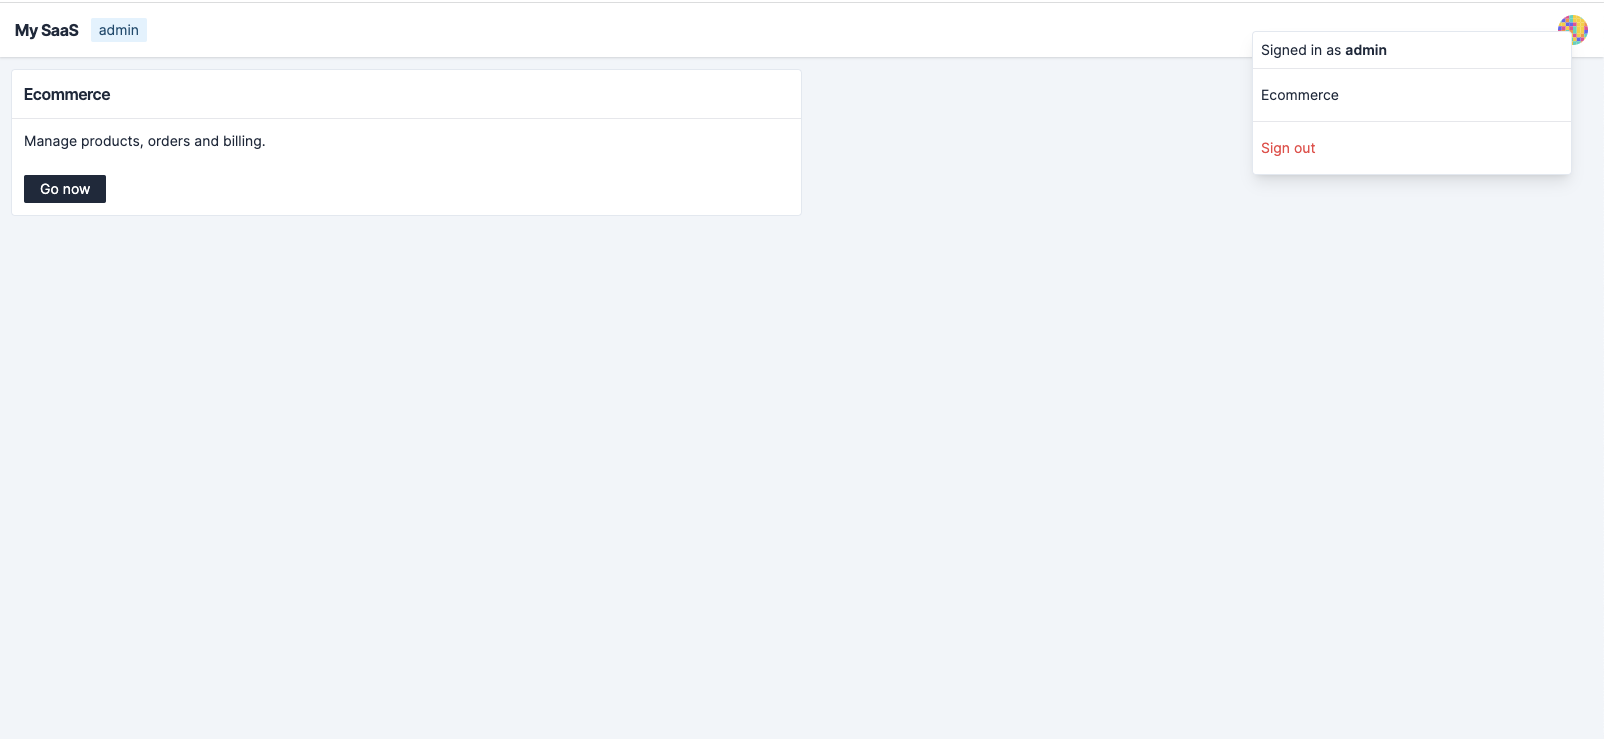 My SaaS admin
Signed in as admin
Ecommerce
Sign out
Ecommerce
Manage products, orders and billing.
Go now